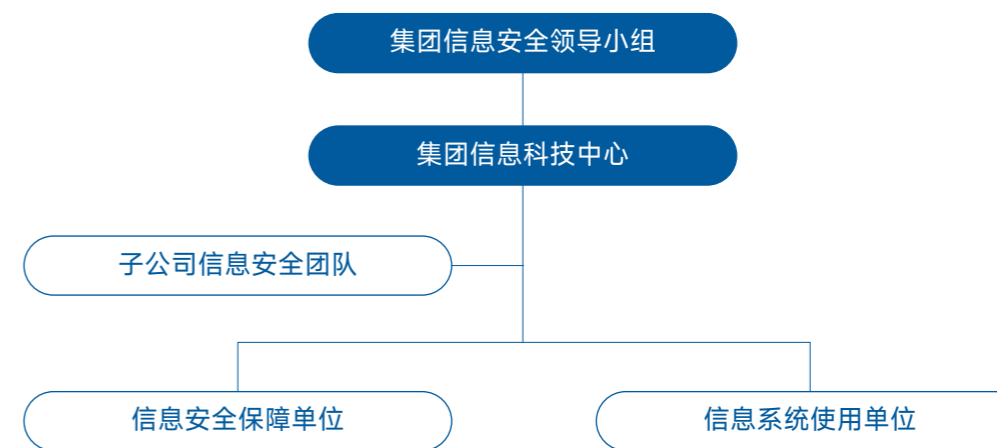 集团信息安全领导小组
集团信息科技中心
子公司信息安全团队
信息安全保障单位
信息系统使用单位